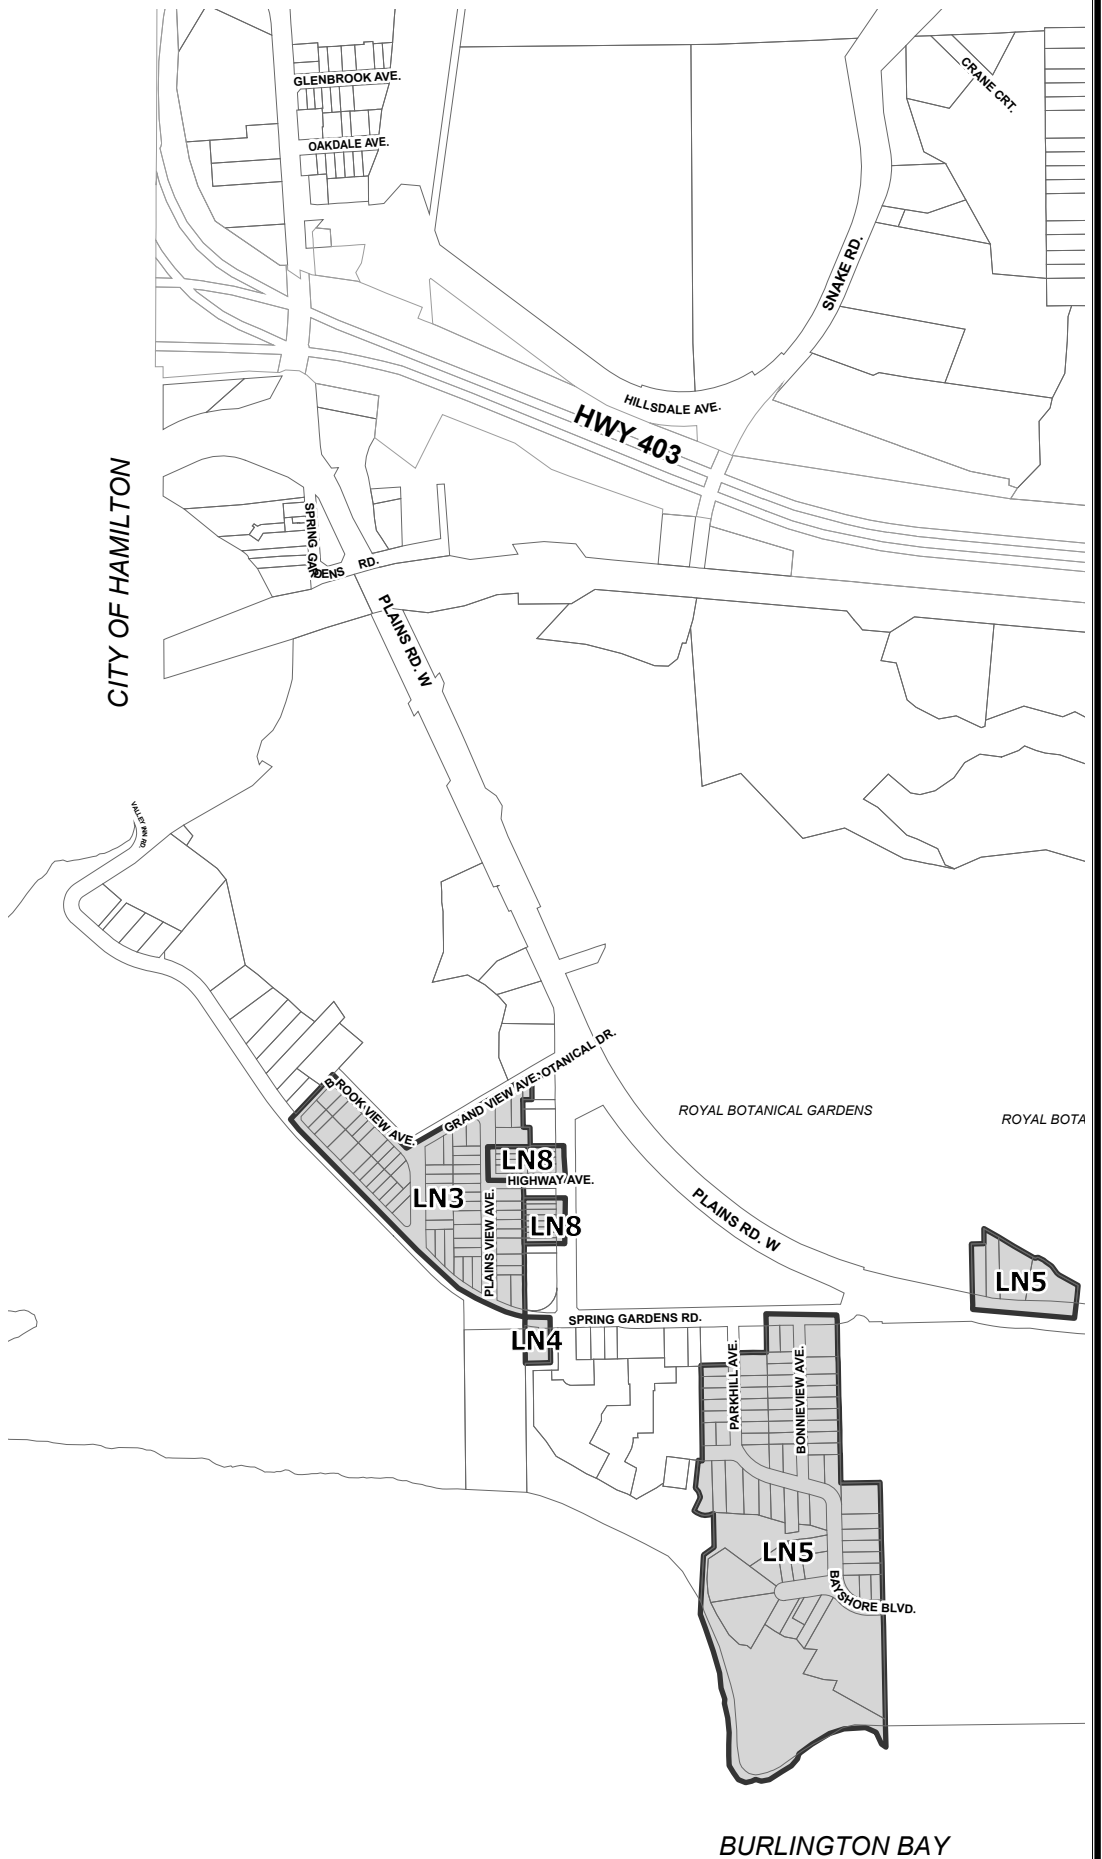 GLENBROOK AVE.
CRANE CRT.
OAKDALE AVE.
SNAKE RD.
HILLSDALE AVE.
HWY 403
CITY OF HAMILTON
SPRING GARDENS RD.
PLAINS RD. W
VALLEY INN RD.
BOTANICAL DR.
GRAND VIEW AVE.
BROOK VIEW AVE.
ROYAL BOTANICAL GARDENS
ROYAL BOTA
LN8
HIGHWAY AVE.
LN3
PLAINS VIEW AVE.
LN8
PLAINS RD. W
LN5
SPRING GARDENS RD.
LN4
PARKHILL AVE.
BONNIEVIEW AVE.
LN5
BAYSHORE BLVD.
BURLINGTON BAY